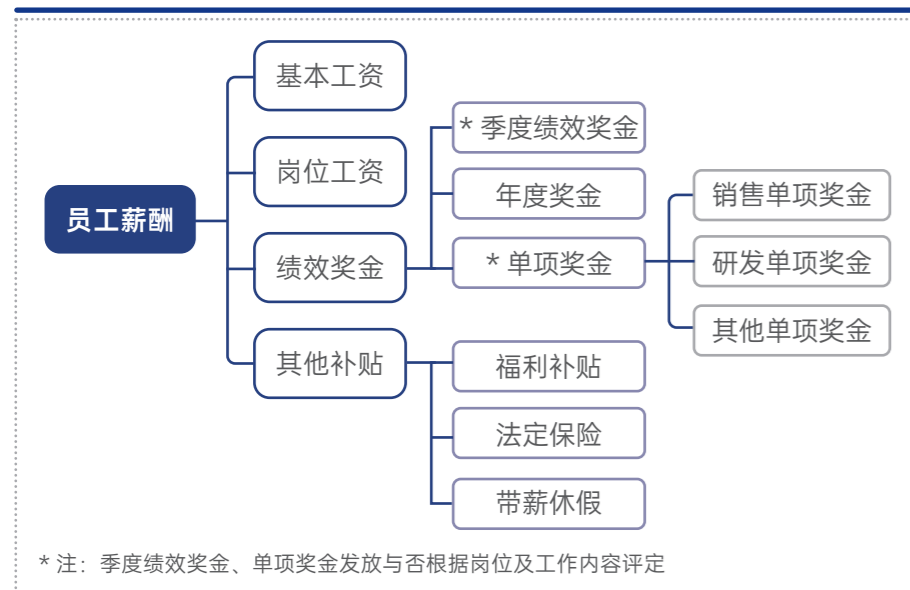 员工薪酬
基本工资
岗位工资
绩效奖金
其他补贴
* 季度绩效奖金
年度奖金
* 单项奖金
销售单项奖金
研发单项奖金
其他单项奖金
福利补贴
法定保险
带薪休假
* 注：季度绩效奖金、单项奖金发放与否根据岗位及工作内容评定